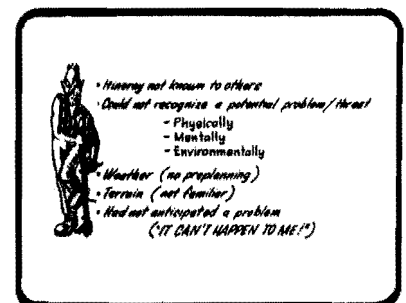 • Itinerary not known to others
• Could not recognize a potential problem/threat
- Physically
- Mentally
- Environmentally
• Weather (no preplanning)
• Terrain (not familiar)
• Had not anticipated a problem
("IT CAN'T HAPPEN TO ME!")